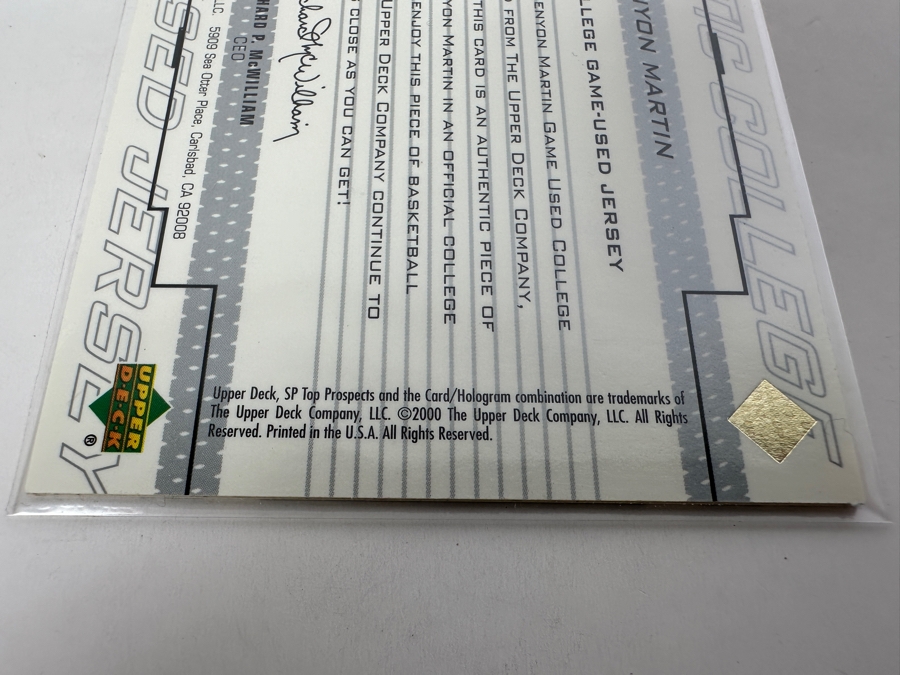 TIC COLLEGE
NYON MARTIN
LLEGE GAME-USED JERSEY
ENYON MARTIN GAME USED COLLEGE
FROM THE UPPER DECK COMPANY,
THIS CARD IS AN AUTHENTIC PIECE OF
YON MARTIN IN AN OFFICIAL COLLEGE
ENJOY THIS PIECE OF BASKETBALL
UPPER DECK COMPANY CONTINUE TO
CLOSE AS YOU CAN GET!
HARD P. McWILLIAM
CEO
LLC. 5909 Sea Otter Place, Carlsbad, CA 92008
SED JERSEY
UPPER
DECK
®
Upper Deck, SP Top Prospects and the Card/Hologram combination are trademarks of
The Upper Deck Company, LLC. ©2000 The Upper Deck Company, LLC. All Rights
Reserved. Printed in the U.S.A. All Rights Reserved.